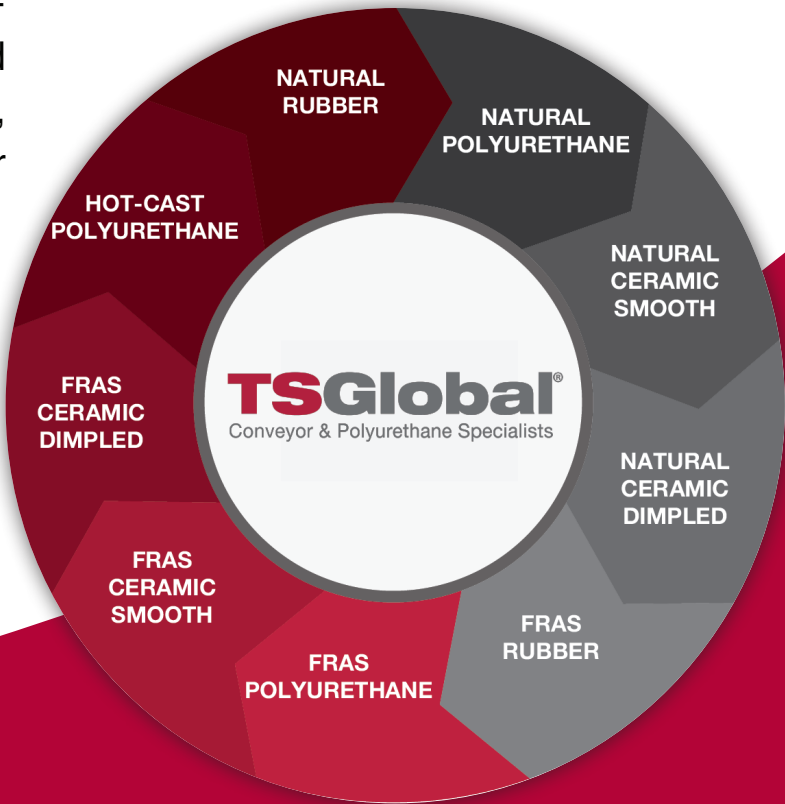 NATURAL
RUBBER
NATURAL
POLYURETHANE
NATURAL
CERAMIC
SMOOTH
NATURAL
CERAMIC
DIMPLED
FRAS
RUBBER
FRAS
POLYURETHANE
FRAS
CERAMIC
SMOOTH
FRAS
CERAMIC
DIMPLED
HOT-CAST
POLYURETHANE
TSGlobal®
Conveyor & Polyurethane Specialists